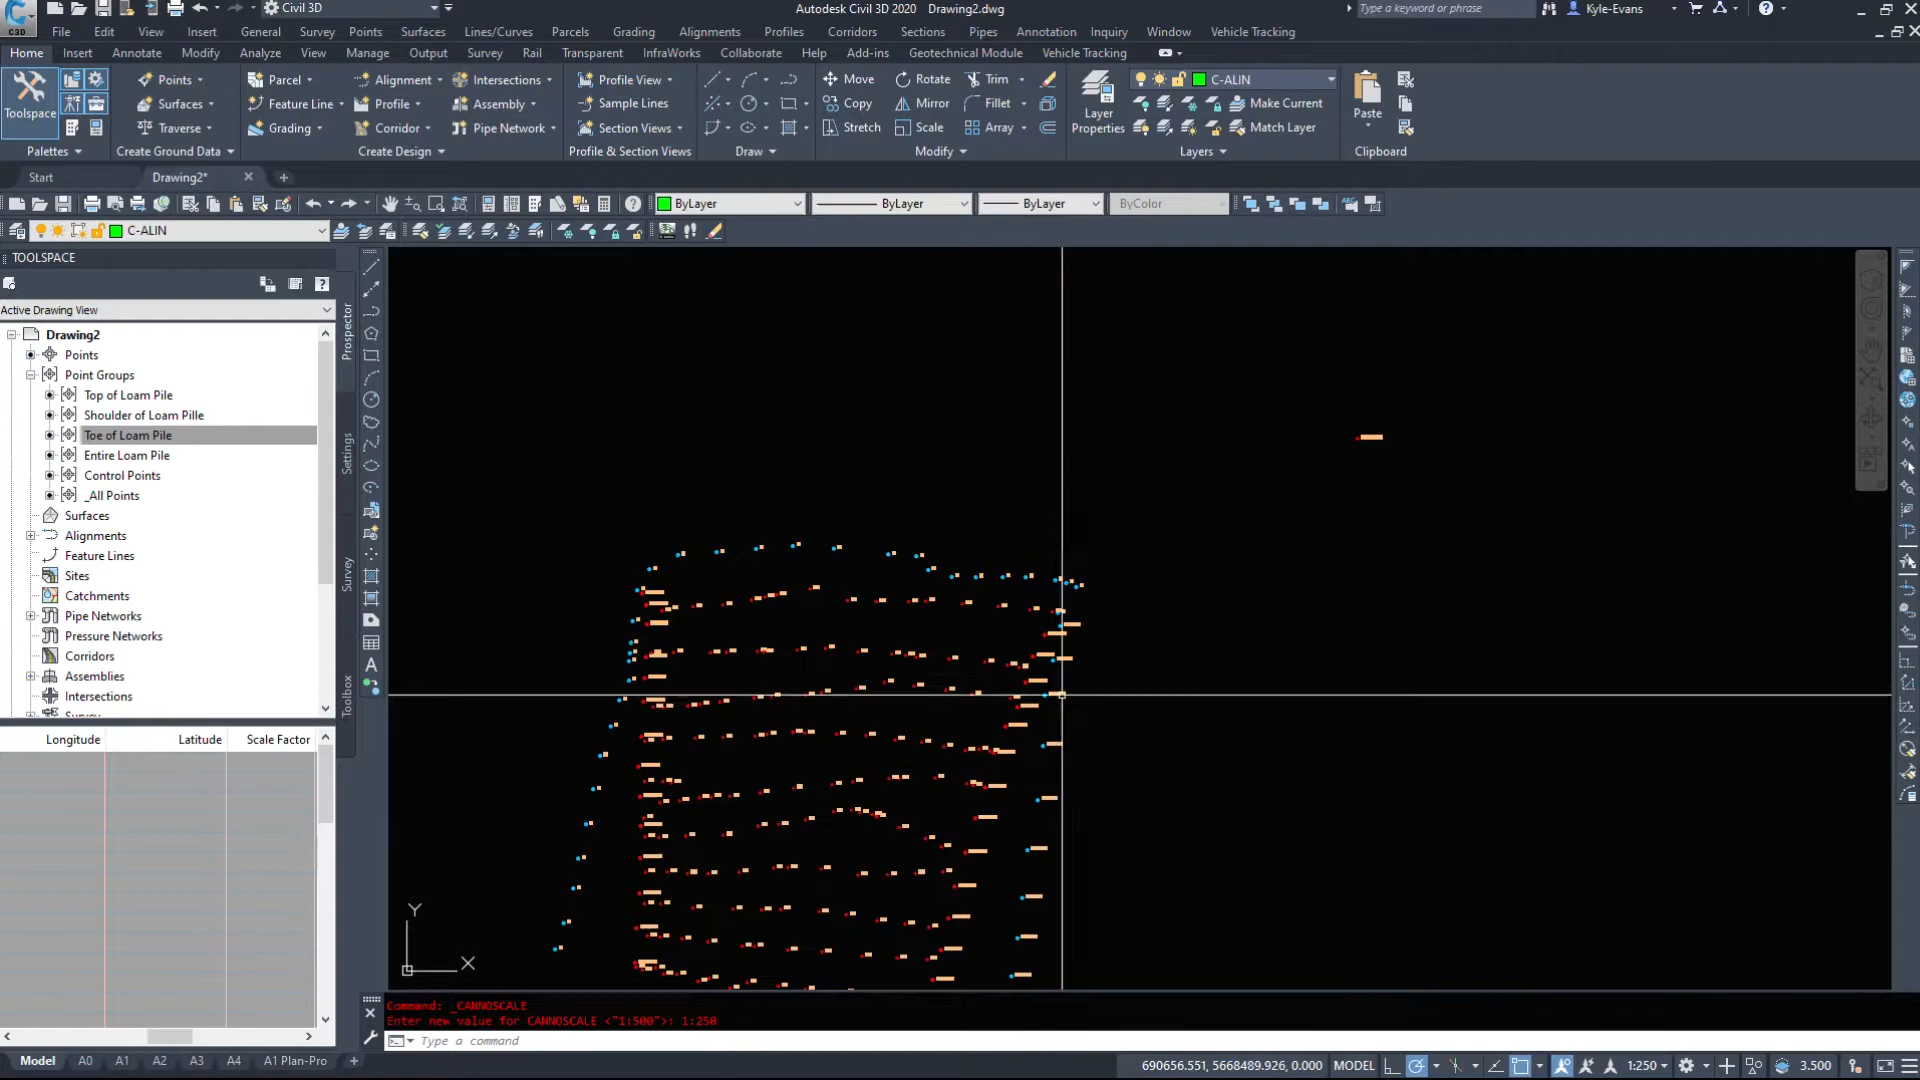 Civil 3D
Autodesk Civil 3D 2020 Drawing2.dwg
Type a keyword or phrase
Kyle-Evans
C3D
File Edit View Insert General Survey Points Surfaces Lines/Curves Parcels Grading Alignments Profiles Corridors Sections Pipes Annotation Inquiry Window Vehicle Tracking
Home Insert Annotate Modify Analyze View Manage Output Survey Rail Transparent InfraWorks Collaborate Help Add-ins Geotechnical Module Vehicle Tracking
Points Parcel Alignment Intersections Profile View Move Rotate Trim C-ALIN
Surfaces Feature Line Profile Assembly Sample Lines Copy Mirror Fillet Make Current
Toolspace Traverse Grading Corridor Pipe Network Section Views Stretch Scale Array Layer Properties Match Layer Paste
Palettes Create Ground Data Create Design Profile & Section Views Draw Modify Layers Clipboard
Start Drawing2*
ByLayer ByLayer ByLayer ByColor
C-ALIN
TOOLSPACE
Active Drawing View
Drawing2
Points
Point Groups
Top of Loam Pile
Shoulder of Loam Pille
Toe of Loam Pile
Entire Loam Pile
Control Points
_All Points
Surfaces
Alignments
Feature Lines
Sites
Catchments
Pipe Networks
Pressure Networks
Corridors
Assemblies
Intersections
Survey
Prospector
Settings
Survey
Toolbox
Longitude Latitude Scale Factor
Y
X
Command: _CANNOSCALE
Enter new value for CANNOSCALE <"1:500">: 1:250
Type a command
Model A0 A1 A2 A3 A4 A1 Plan-Pro
690656.551, 5668489.926, 0.000 MODEL 1:250 3.500